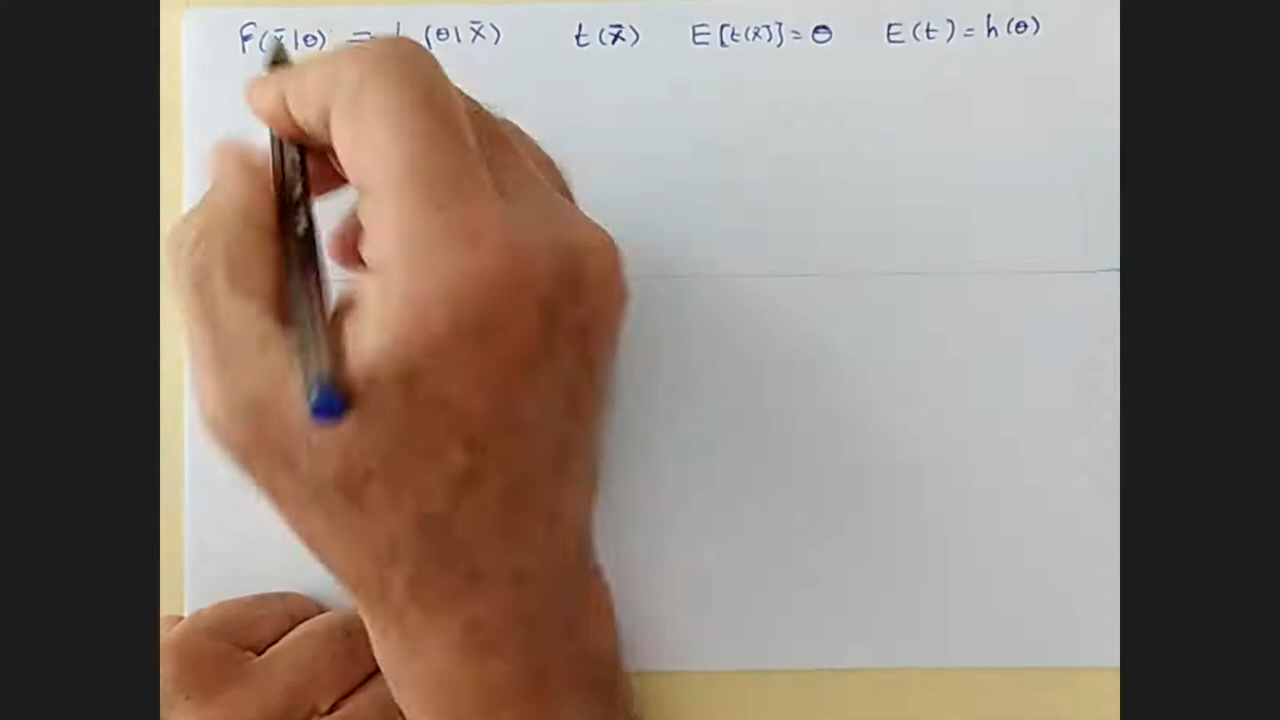 f(x̄|θ) = L(θ|x̄) t(x̄) E[t(x̄)] = θ E(t) = h(θ)